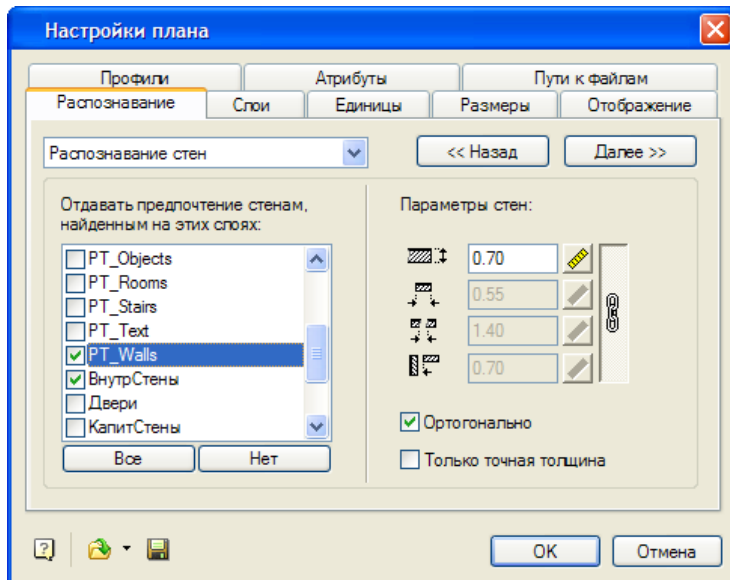 Настройки плана
Профили
Атрибуты
Пути к файлам
Распознавание
Слои
Единицы
Размеры
Отображение
Распознавание стен
<< Назад
Далее >>
Отдавать предпочтение стенам,
найденным на этих слоях:
PT_Objects
PT_Rooms
PT_Stairs
PT_Text
PT_Walls
ВнутрСтены
Двери
КапитСтены
Все
Нет
Параметры стен:
0.70
0.55
1.40
0.70
Ортогонально
Только точная толщина
OK
Отмена